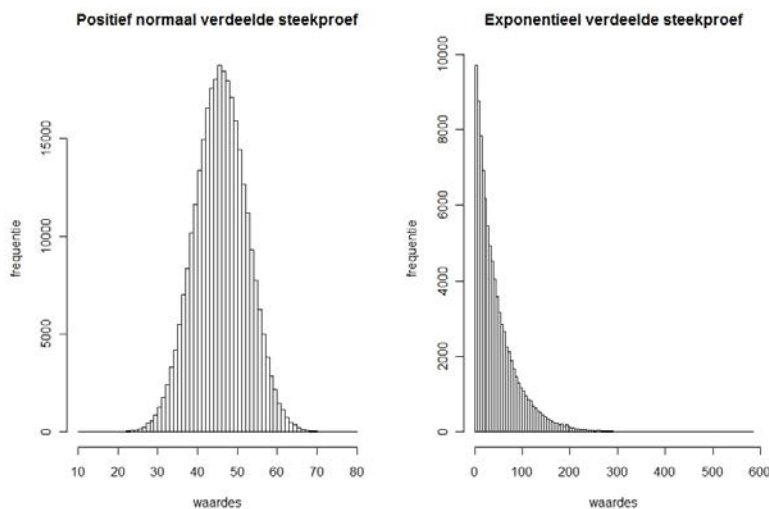 Positief normaal verdeelde steekproef
frequentie
15000
10000
5000
0
10 20 30 40 50 60 70 80
waardes
Exponentieel verdeelde steekproef
frequentie
10000
8000
6000
4000
2000
0
0 100 200 300 400 500 600
waardes